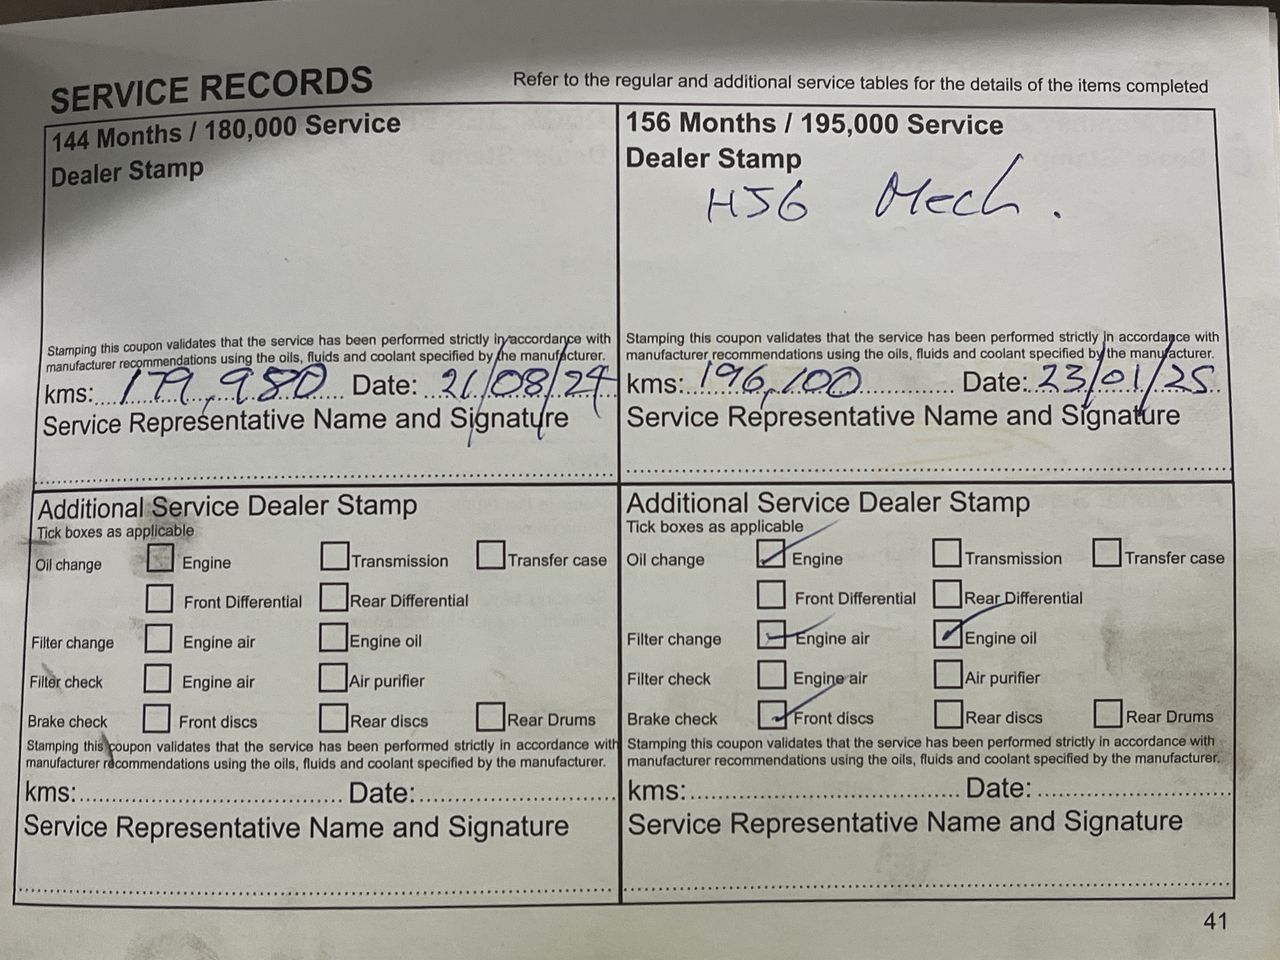 SERVICE RECORDS
Refer to the regular and additional service tables for the details of the items completed
144 Months / 180,000 Service
Dealer Stamp
Stamping this coupon validates that the service has been performed strictly in accordance with
manufacturer recommendations using the oils, fluids and coolant specified by the manufacturer.
kms: 179,980 Date: 21/08/24
Service Representative Name and Signature
Additional Service Dealer Stamp
Tick boxes as applicable
Oil change Engine Transmission Transfer case
Front Differential Rear Differential
Filter change Engine air Engine oil
Filter check Engine air Air purifier
Brake check Front discs Rear discs Rear Drums
Stamping this coupon validates that the service has been performed strictly in accordance with
manufacturer recommendations using the oils, fluids and coolant specified by the manufacturer.
kms: Date:
Service Representative Name and Signature
156 Months / 195,000 Service
Dealer Stamp
HJG Mech.
Stamping this coupon validates that the service has been performed strictly in accordance with
manufacturer recommendations using the oils, fluids and coolant specified by the manufacturer.
kms: 196,100 Date: 23/01/25
Service Representative Name and Signature
Additional Service Dealer Stamp
Tick boxes as applicable
Oil change Engine Transmission Transfer case
Front Differential Rear Differential
Filter change Engine air Engine oil
Filter check Engine air Air purifier
Brake check Front discs Rear discs Rear Drums
Stamping this coupon validates that the service has been performed strictly in accordance with
manufacturer recommendations using the oils, fluids and coolant specified by the manufacturer.
kms: Date:
Service Representative Name and Signature
41